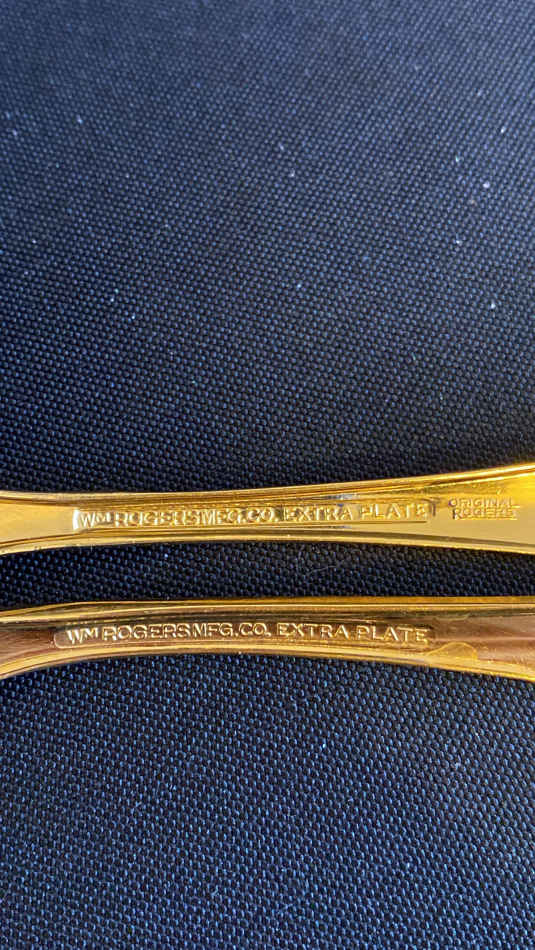 WM ROGERS MFG.CO. EXTRA PLATE
ORIGINAL
ROGERS
WM ROGERS MFG.CO. EXTRA PLATE